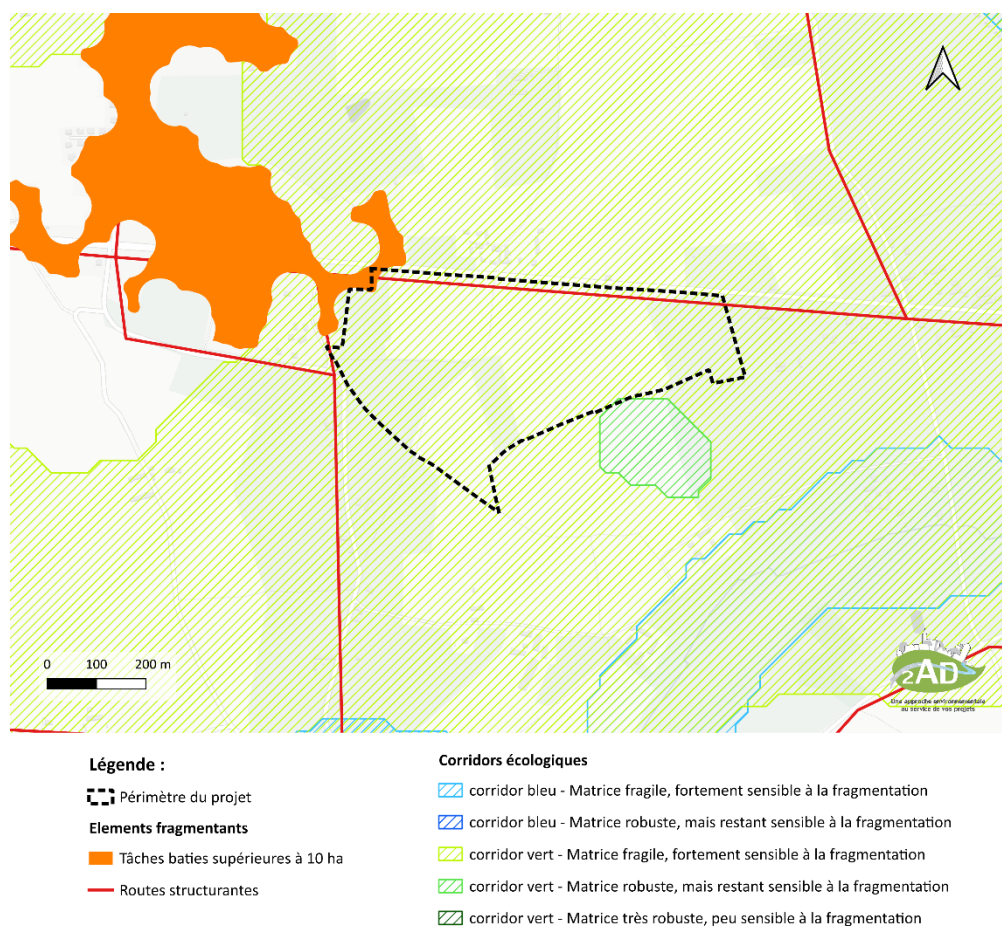 0 100 200 m
2AD
Une approche environnementale
au service de vos projets
Légende :
Périmètre du projet
Elements fragmentants
Tâches baties supérieures à 10 ha
Routes structurantes
Corridors écologiques
corridor bleu - Matrice fragile, fortement sensible à la fragmentation
corridor bleu - Matrice robuste, mais restant sensible à la fragmentation
corridor vert - Matrice fragile, fortement sensible à la fragmentation
corridor vert - Matrice robuste, mais restant sensible à la fragmentation
corridor vert - Matrice très robuste, peu sensible à la fragmentation